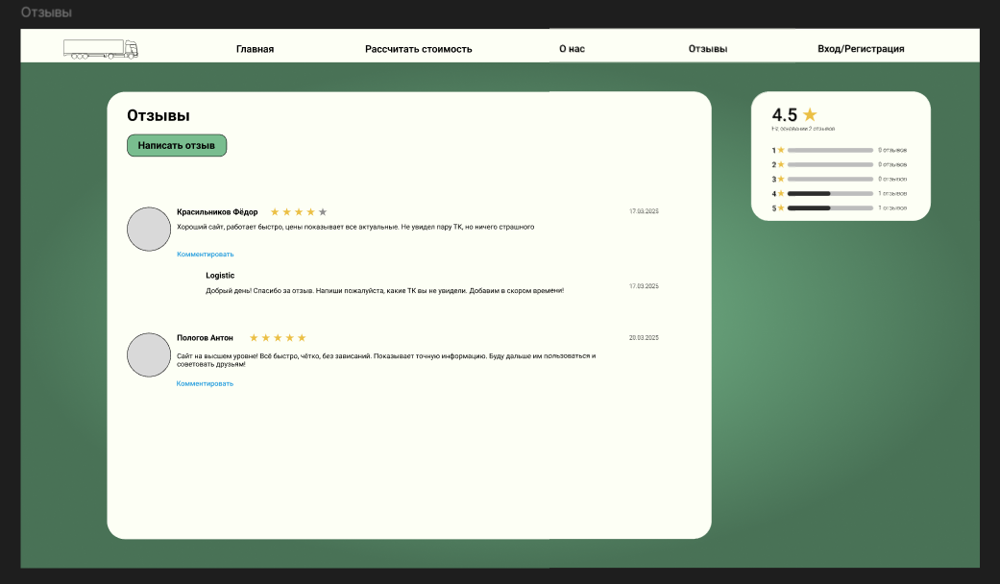 Отзывы
Главная Рассчитать стоимость О нас Отзывы Вход/Регистрация
Отзывы
Написать отзыв
Красильников Фёдор 17.03.2025
Хороший сайт, работает быстро, цены показывает все актуальные. Не увидел пару ТК, но ничего страшного
Комментировать
Logistic
Добрый день! Спасибо за отзыв. Напиши пожалуйста, какие ТК вы не увидели. Добавим в скором времени! 17.03.2025
Пологов Антон 20.03.2025
Сайт на высшем уровне! Всё быстро, чётко, без зависаний. Показывает точную информацию. Буду дальше им пользоваться и
советовать друзьям!
Комментировать
4.5
На основании 2 отзывов
1 0 отзывов
2 0 отзывов
3 0 отзывов
4 1 отзывов
5 1 отзывов